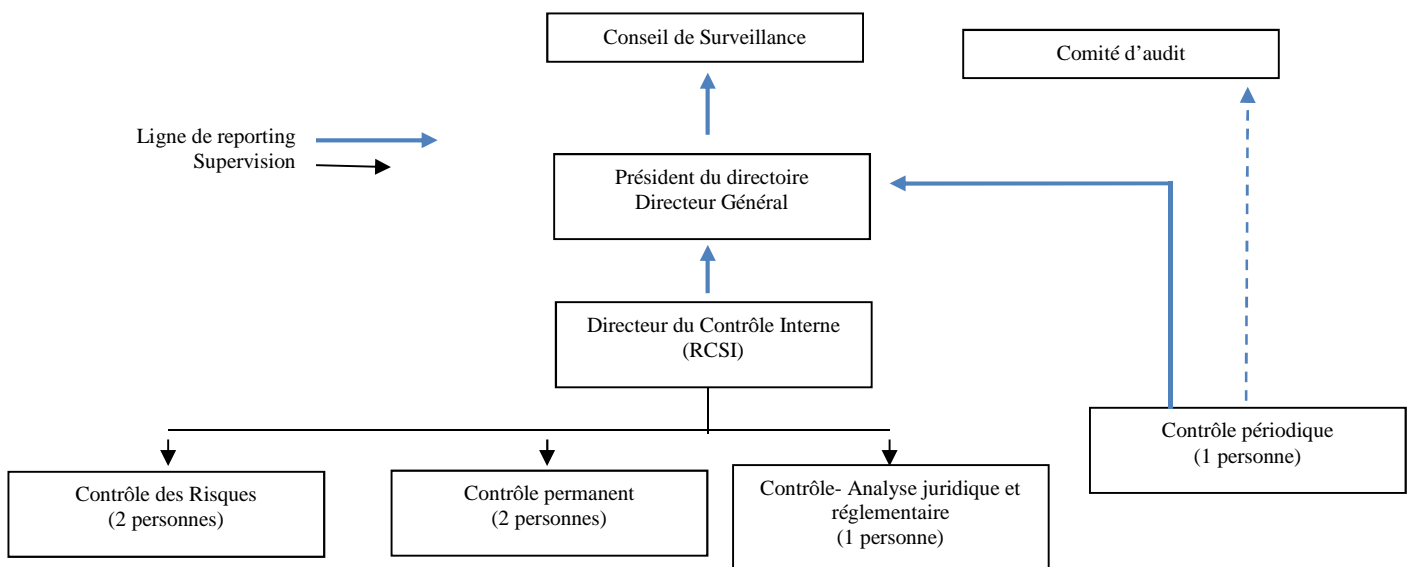 Conseil de Surveillance
Comité d’audit
Ligne de reporting
Supervision
Président du directoire
Directeur Général
Directeur du Contrôle Interne
(RCSI)
Contrôle périodique
(1 personne)
Contrôle des Risques
(2 personnes)
Contrôle permanent
(2 personnes)
Contrôle- Analyse juridique et
réglementaire
(1 personne)